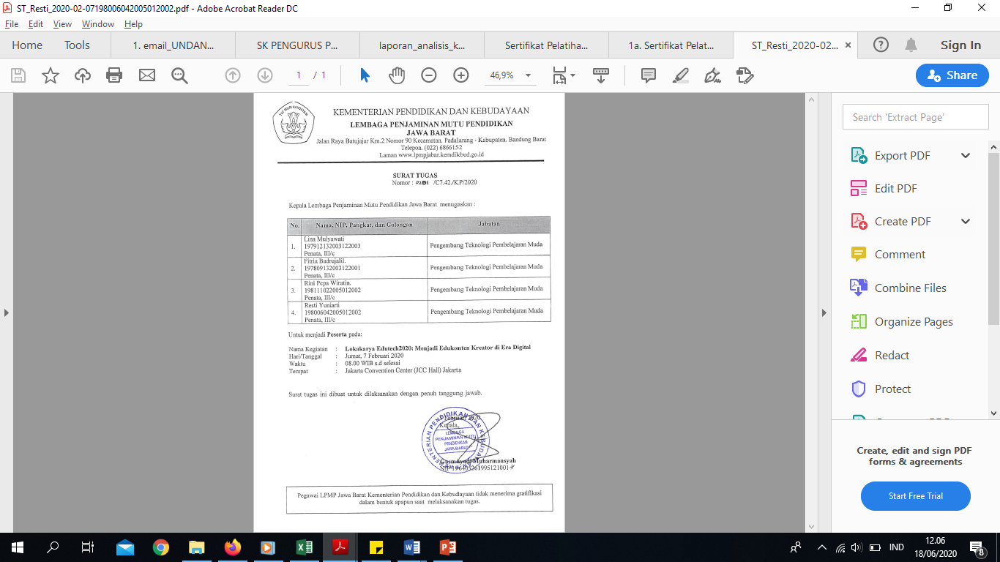 ST_Resti_2020-02-07198006042005012002.pdf - Adobe Acrobat Reader DC
File Edit View Window Help
Home Tools 1. email_UNDAN... SK PENGURUS P... laporan_analisis_k... Sertifikat Pelatiha... 1a. Sertifikat Pelat... ST_Resti_2020-02... Sign In
1 / 1 46,9% Share
TUT WURI HANDAYANI
KEMENTERIAN PENDIDIKAN DAN KEBUDAYAAN
LEMBAGA PENJAMINAN MUTU PENDIDIKAN
JAWA BARAT
Jalan Raya Batujajar Km.2 Nomor 90 Kecamatan. Padalarang - Kabupaten. Bandung Barat
Telepon. (022) 6866152
Laman www.lpmpjabar.kemdikbud.go.id
SURAT TUGAS
Nomor : /C7.42./KP/2020
Kepala Lembaga Penjaminan Mutu Pendidikan Jawa Barat menugaskan :
No. Nama, NIP, Pangkat, dan Golongan Jabatan
1. Lina Mulyawati
197912132003122003
Penata, III/c
Pengembang Teknologi Pembelajaran Muda
2. Fitria Badrujalil.
197809132003122001
Penata, III/c
Pengembang Teknologi Pembelajaran Muda
3. Rini Pepa Wiratin.
198111022005012002
Penata, III/c
Pengembang Teknologi Pembelajaran Muda
4. Resti Yuniarti
198006042005012002
Penata, III/c
Pengembang Teknologi Pembelajaran Muda
Untuk menjadi Peserta pada:
Nama Kegiatan : Lokakarya Edutech2020: Menjadi Edukonten Kreator di Era Digital
Hari/Tanggal : Jumat, 7 Februari 2020
Waktu : 08.00 WIB s.d selesai
Tempat : Jakarta Convention Center (JCC Hall) Jakarta
Surat tugas ini dibuat untuk dilaksanakan dengan penuh tanggung jawab.
Februari 2020
Kepala,
KEMENTERIAN PENDIDIKAN DAN KEBUDAYAAN
LEMBAGA
PENJAMINAN MUTU
PENDIDIKAN
JAWA BARAT
Gusmayadi Muharmansyah
NIP 196405261995121001
Pegawai LPMP Jawa Barat Kementerian Pendidikan dan Kebudayaan tidak menerima gratifikasi
dalam bentuk apapun saat melaksanakan tugas.
Search 'Extract Page'
Export PDF
Edit PDF
Create PDF
Comment
Combine Files
Organize Pages
Redact
Protect
Create, edit and sign PDF
forms & agreements
Start Free Trial
IND
12.06
18/06/2020
8